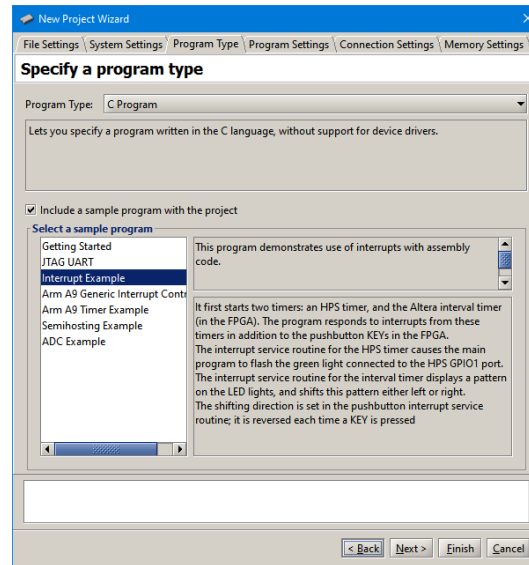 New Project Wizard
File Settings System Settings Program Type Program Settings Connection Settings Memory Settings
Specify a program type
Program Type: C Program
Lets you specify a program written in the C language, without support for device drivers.
Include a sample program with the project
Select a sample program
Getting Started
JTAG UART
Interrupt Example
Arm A9 Generic Interrupt Contr
Arm A9 Timer Example
Semihosting Example
ADC Example
This program demonstrates use of interrupts with assembly
code.
It first starts two timers: an HPS timer, and the Altera interval timer
(in the FPGA). The program responds to interrupts from these
timers in addition to the pushbutton KEYs in the FPGA.
The interrupt service routine for the HPS timer causes the main
program to flash the green light connected to the HPS GPIO1 port.
The interrupt service routine for the interval timer displays a pattern
on the LED lights, and shifts this pattern either left or right.
The shifting direction is set in the pushbutton interrupt service
routine; it is reversed each time a KEY is pressed
< Back Next > Finish Cancel